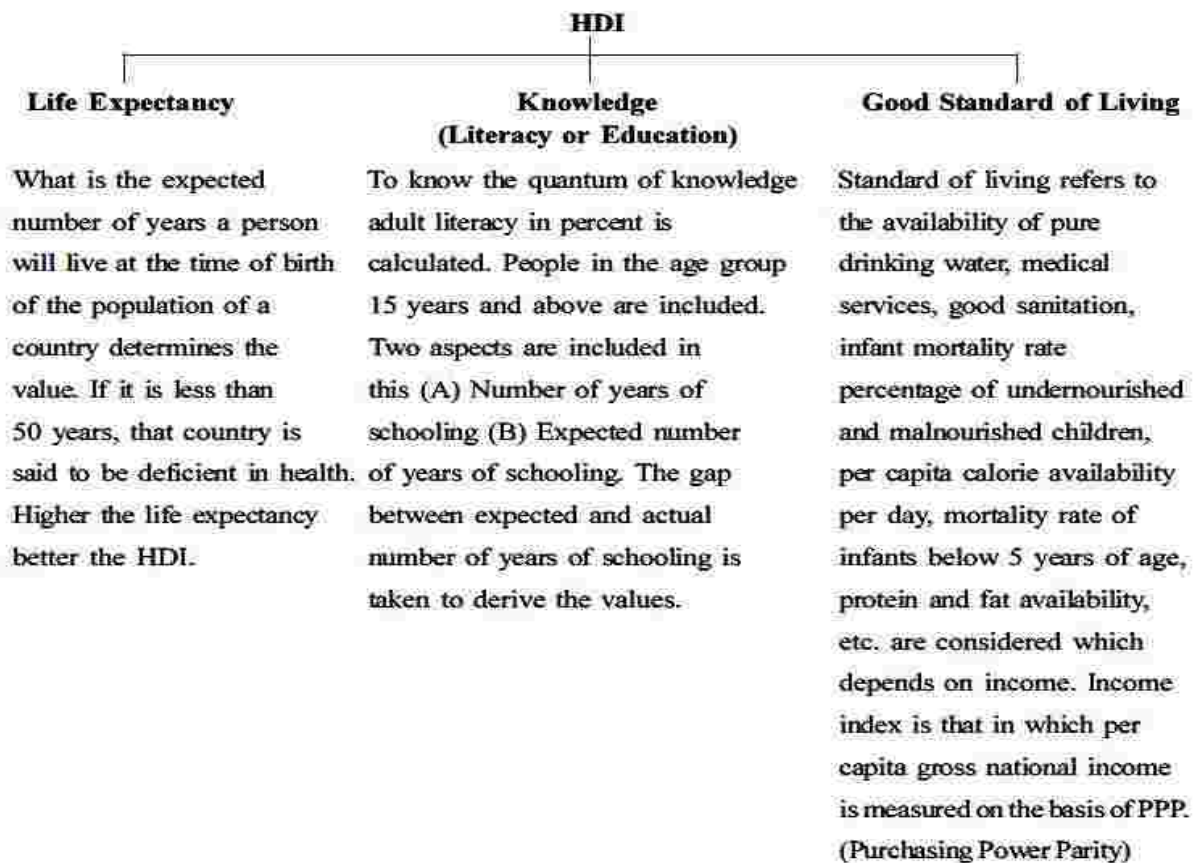 HDI
Life Expectancy
What is the expected
number of years a person
will live at the time of birth
of the population of a
country determines the
value. If it is less than
50 years, that country is
said to be deficient in health.
Higher the life expectancy
better the HDI.
Knowledge
(Literacy or Education)
To know the quantum of knowledge
adult literacy in percent is
calculated. People in the age group
15 years and above are included.
Two aspects are included in
this (A) Number of years of
schooling (B) Expected number
of years of schooling. The gap
between expected and actual
number of years of schooling is
taken to derive the values.
Good Standard of Living
Standard of living refers to
the availability of pure
drinking water, medical
services, good sanitation,
infant mortality rate
percentage of undernourished
and malnourished children,
per capita calorie availability
per day, mortality rate of
infants below 5 years of age,
protein and fat availability,
etc. are considered which
depends on income. Income
index is that in which per
capita gross national income
is measured on the basis of PPP.
(Purchasing Power Parity)